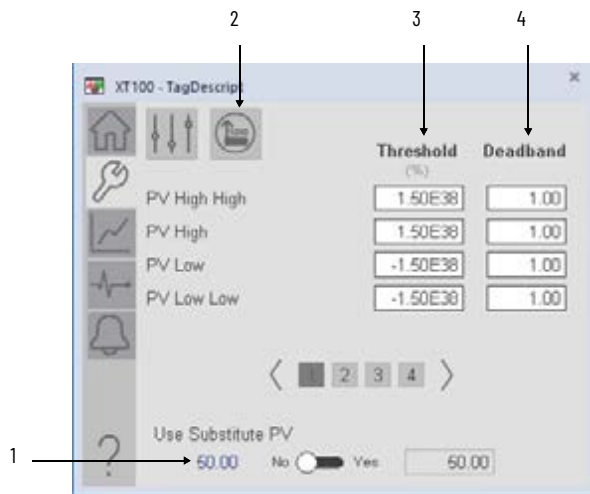 2 3 4
XT100 - TagDescript
Threshold Deadband
(%)
PV High High 1.50E38 1.00
PV High 1.50E38 1.00
PV Low -1.50E38 1.00
PV Low Low -1.50E38 1.00
1 2 3 4
Use Substitute PV
1 50.00 No Yes 50.00
?